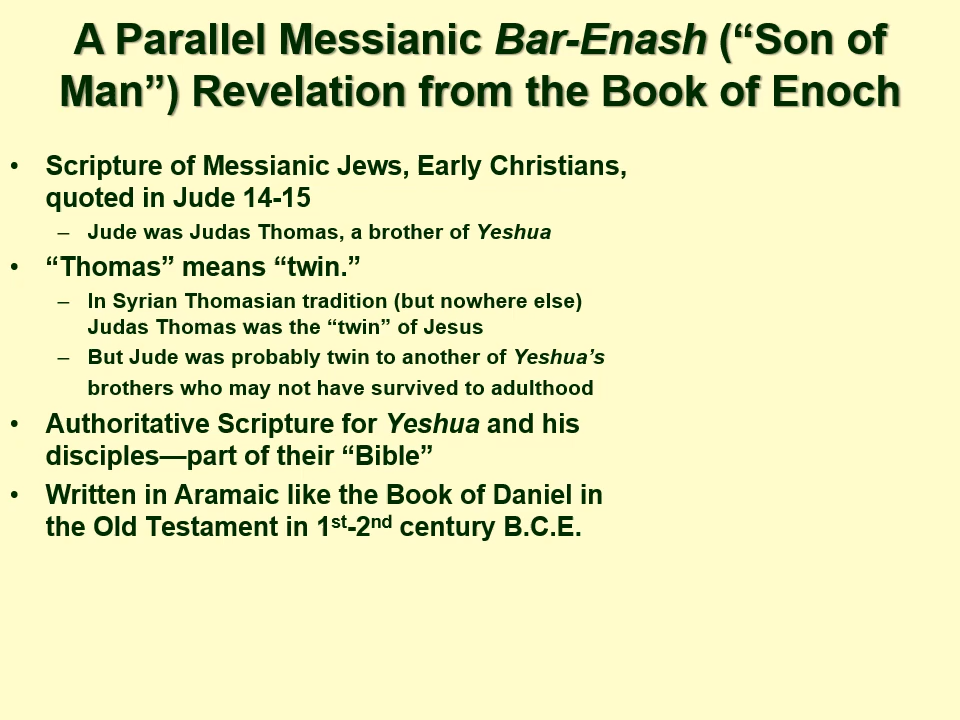 A Parallel Messianic Bar-Enash (“Son of
Man”) Revelation from the Book of Enoch
• Scripture of Messianic Jews, Early Christians,
quoted in Jude 14-15
– Jude was Judas Thomas, a brother of Yeshua
• “Thomas” means “twin.”
– In Syrian Thomasian tradition (but nowhere else)
Judas Thomas was the “twin” of Jesus
– But Jude was probably twin to another of Yeshua’s
brothers who may not have survived to adulthood
• Authoritative Scripture for Yeshua and his
disciples—part of their “Bible”
• Written in Aramaic like the Book of Daniel in
the Old Testament in 1st-2nd century B.C.E.